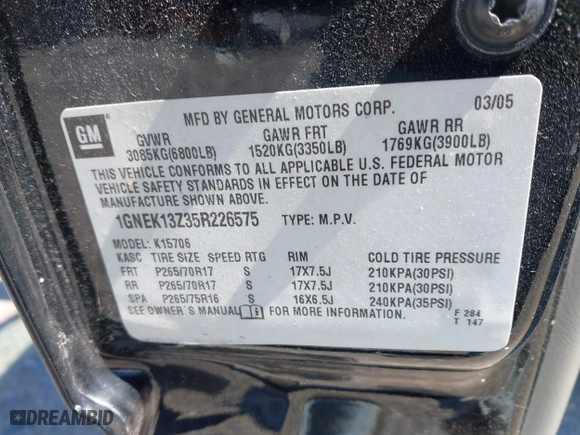 GM
MFD BY GENERAL MOTORS CORP. 03/05
GVWR GAWR FRT GAWR RR
3085KG(6800LB) 1520KG(3350LB) 1769KG(3900LB)
THIS VEHICLE CONFORMS TO ALL APPLICABLE U.S. FEDERAL MOTOR
VEHICLE SAFETY STANDARDS IN EFFECT ON THE DATE OF
MANUFACTURE SHOWN ABOVE.
1GNEK13Z35R226575 TYPE: M.P.V.
MODEL: K15706
KASC TIRE SIZE SPEED RTG RIM COLD TIRE PRESSURE
FRT P265/70R17 S 17X7.5J 210KPA(30PSI)
RR P265/70R17 S 17X7.5J 210KPA(30PSI)
SPA P265/75R16 S 16X6.5J 240KPA(35PSI)
SEE OWNER'S MANUAL FOR MORE INFORMATION. F 284
T 147
DREAMBID